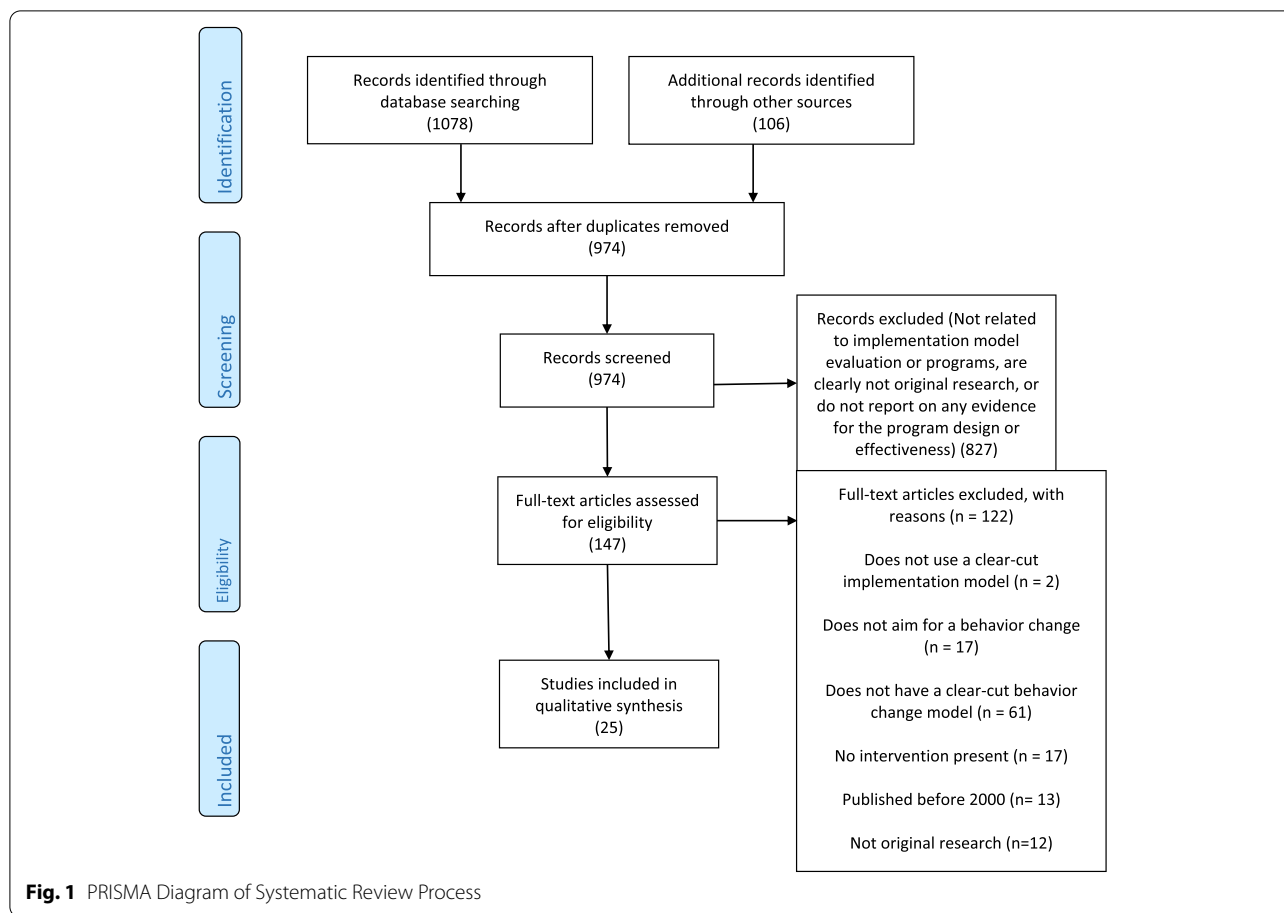 Identification
Records identified through
database searching
(1078)
Additional records identified
through other sources
(106)
Screening
Records after duplicates removed
(974)
Records screened
(974)
Records excluded (Not related
to implementation model
evaluation or programs, are
clearly not original research, or
do not report on any evidence
for the program design or
effectiveness) (827)
Eligibility
Full-text articles assessed
for eligibility
(147)
Full-text articles excluded, with
reasons (n = 122)
Does not use a clear-cut
implementation model (n = 2)
Does not aim for a behavior change
(n = 17)
Does not have a clear-cut behavior
change model (n = 61)
No intervention present (n = 17)
Published before 2000 (n= 13)
Not original research (n=12)
Included
Studies included in
qualitative synthesis
(25)
Fig. 1 PRISMA Diagram of Systematic Review Process